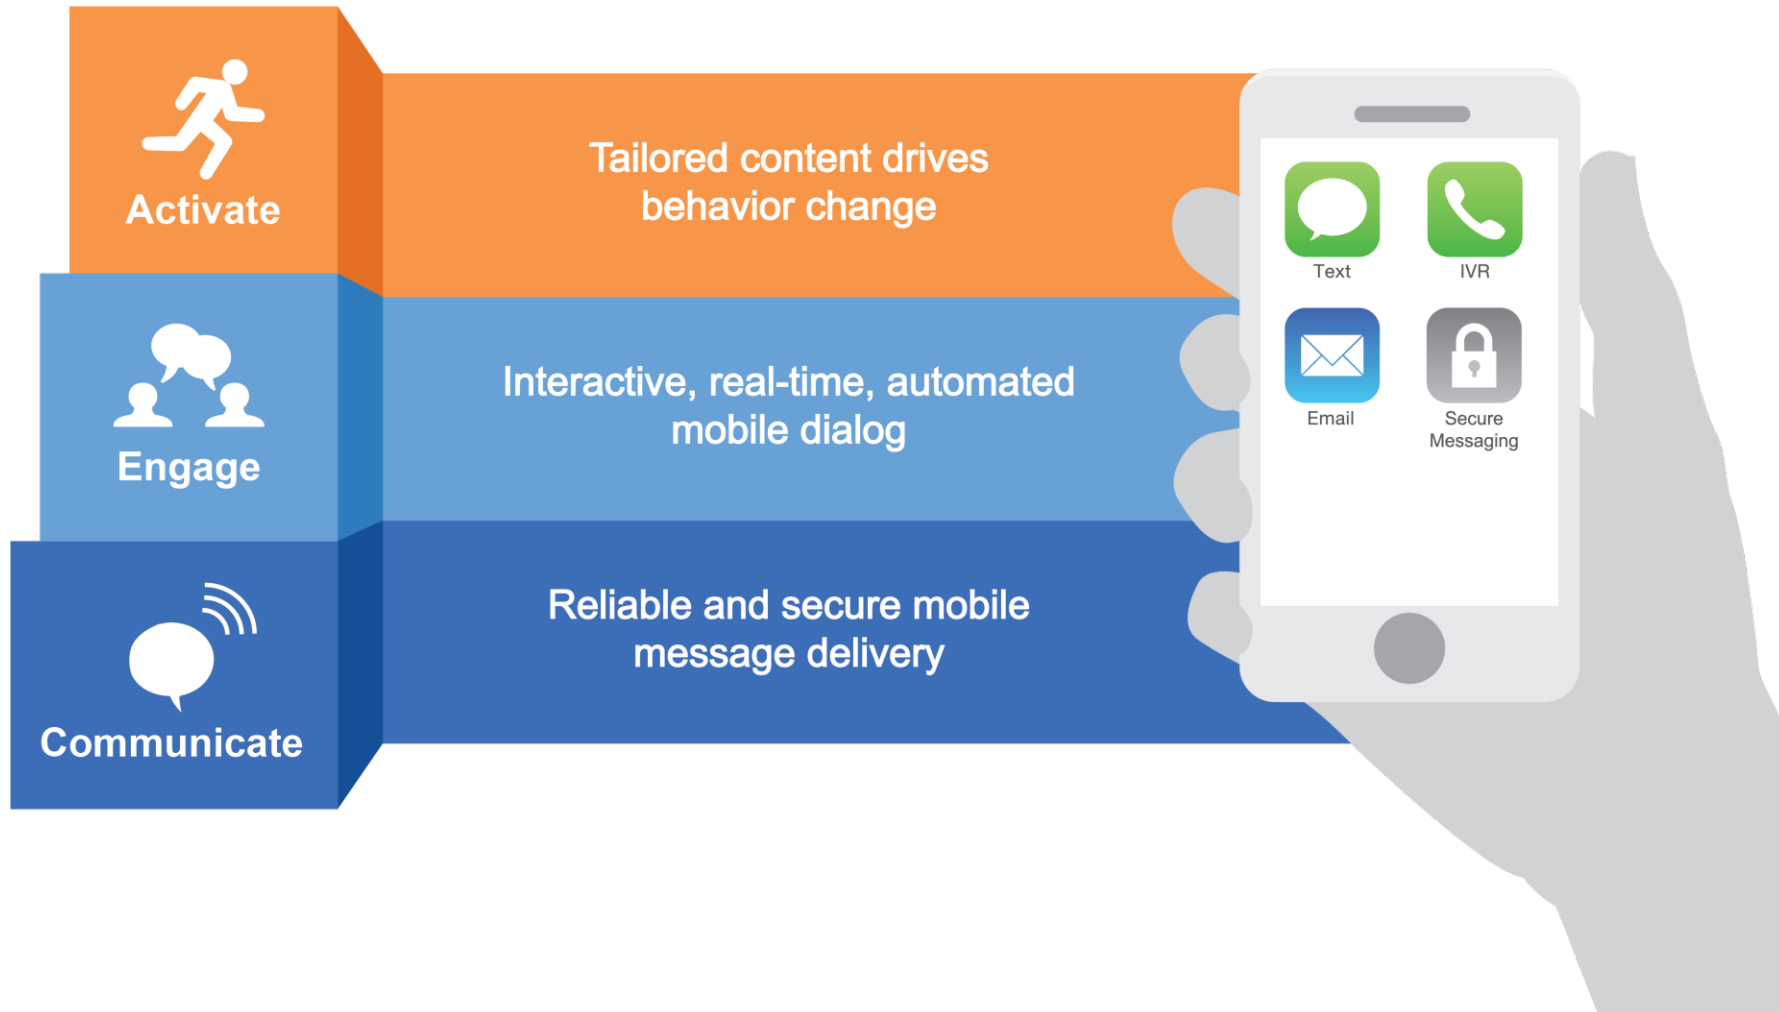 Activate
Tailored content drives
behavior change
Engage
Interactive, real-time, automated
mobile dialog
Communicate
Reliable and secure mobile
message delivery
Text
IVR
Email
Secure
Messaging